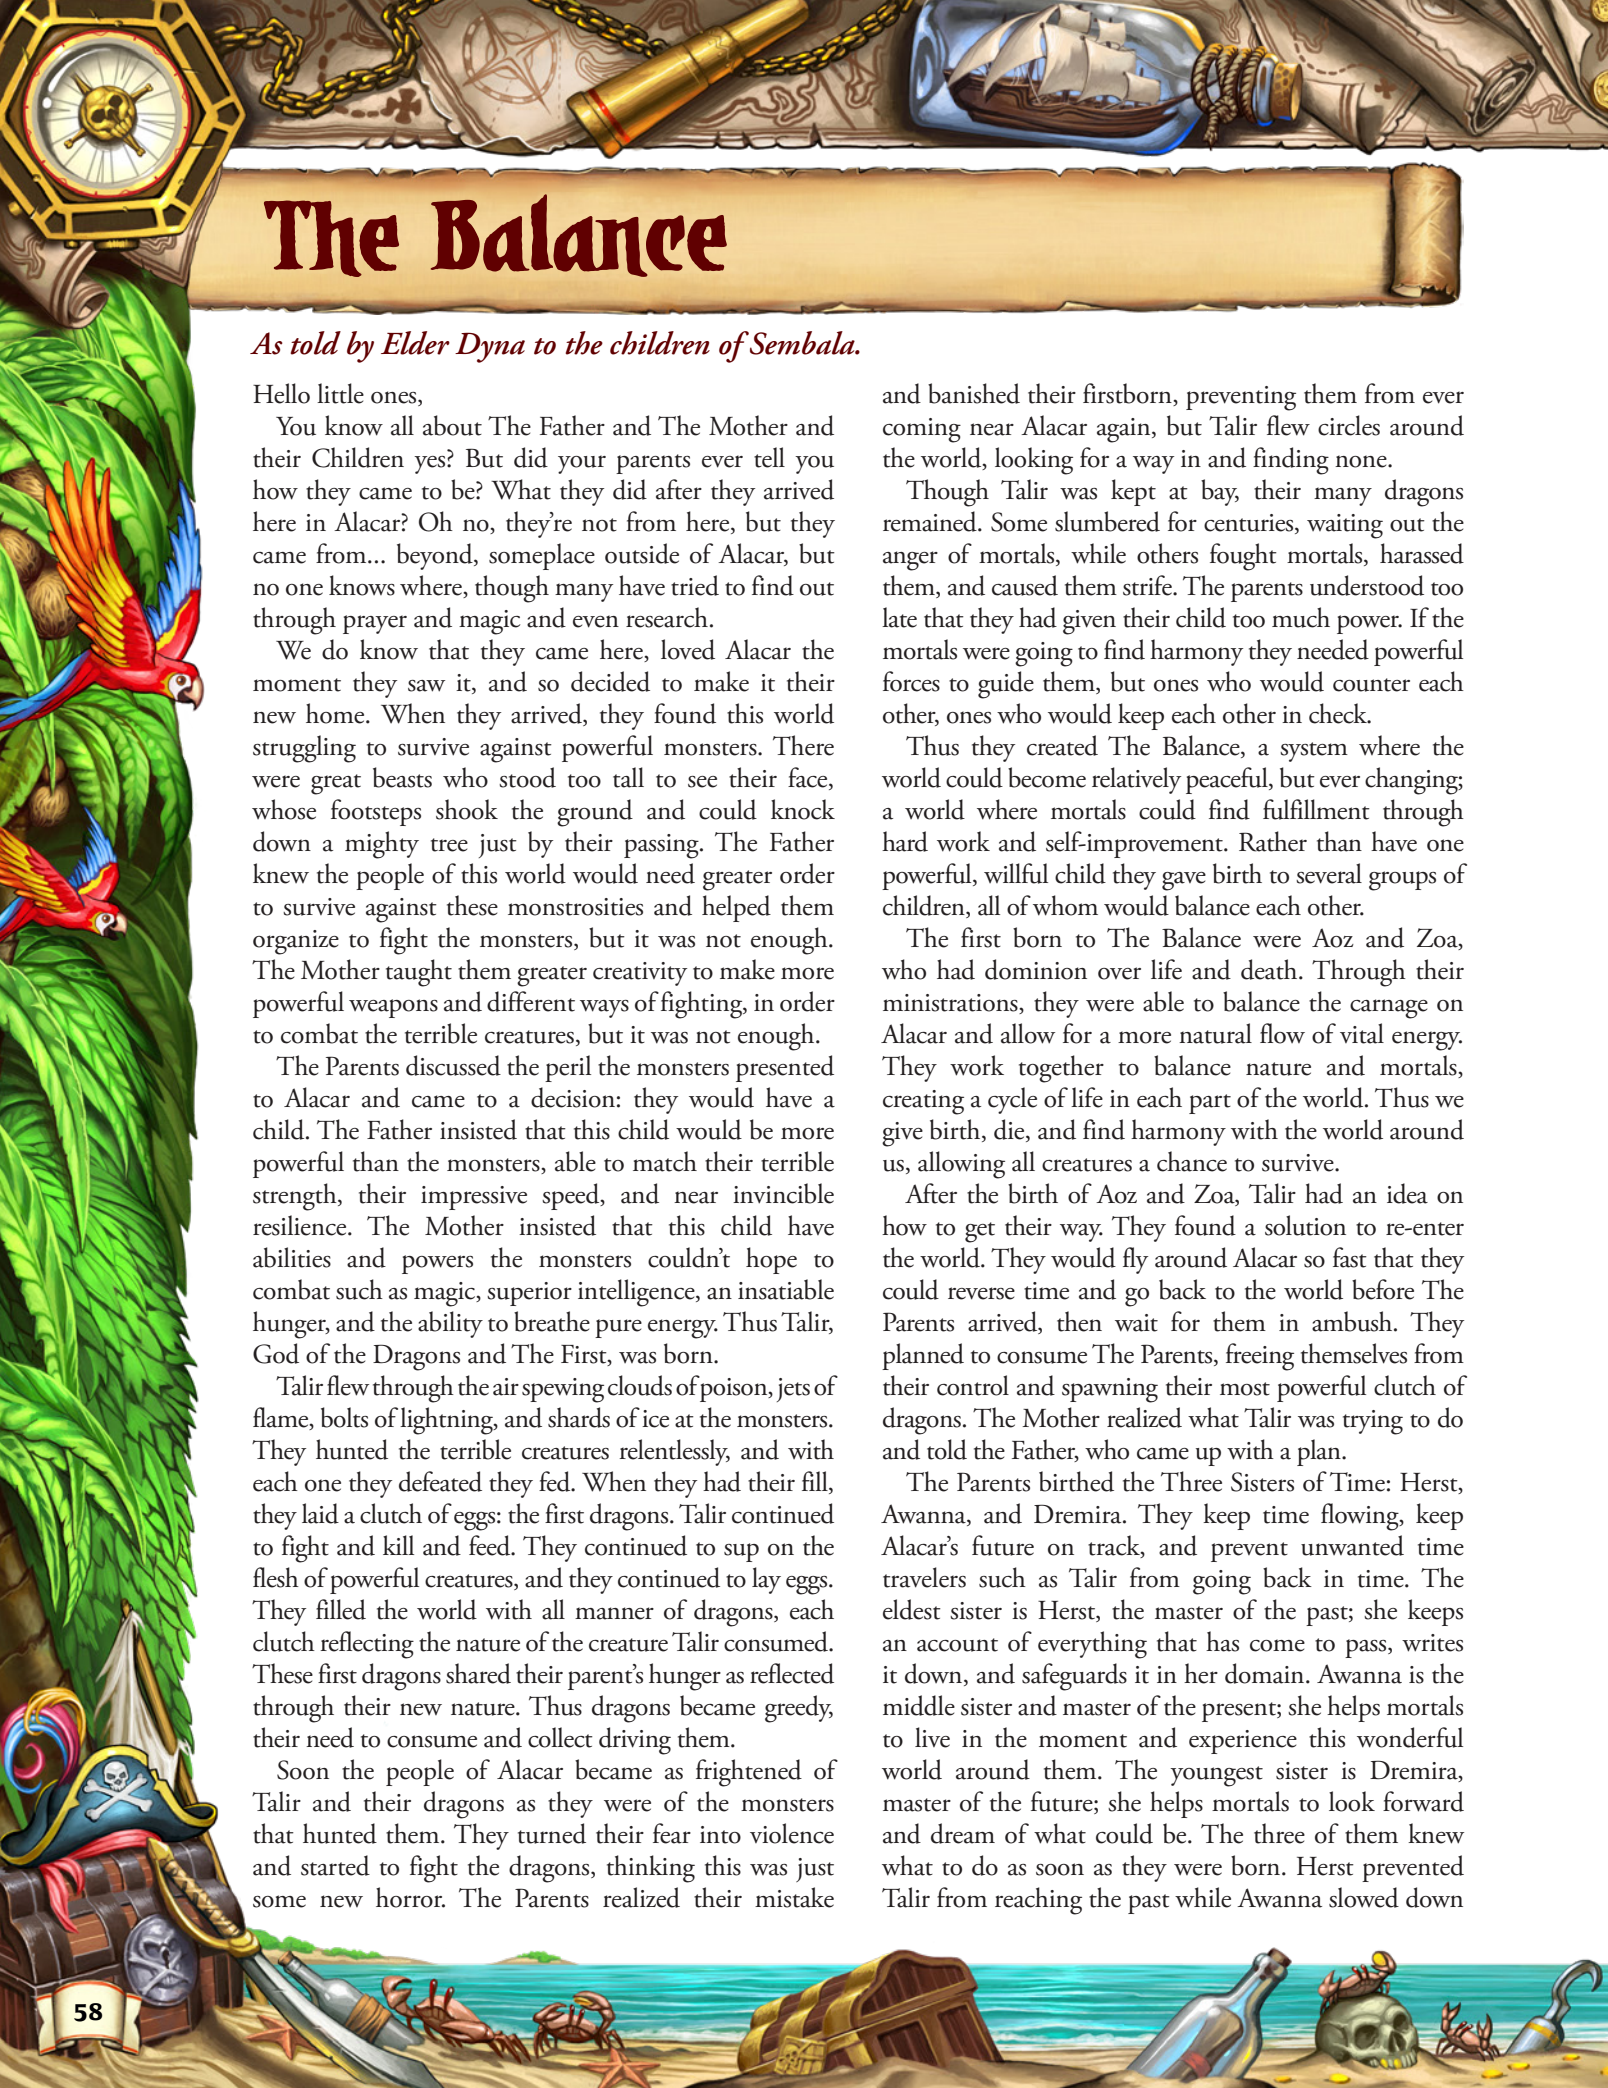 The Balance
As told by Elder Dyna to the children of Sembala.
Hello little ones,
You know all about The Father and The Mother and
their Children yes? But did your parents ever tell you
how they came to be? What they did after they arrived
here in Alacar? Oh no, they're not from here, but they
came from... beyond, someplace outside of Alacar, but
no one knows where, though many have tried to find out
through prayer and magic and even research.
We do know that they came here, loved Alacar the
moment they saw it, and so decided to make it their
new home. When they arrived, they found this world
struggling to survive against powerful monsters. There
were great beasts who stood too tall to see their face,
whose footsteps shook the ground and could knock
down a mighty tree just by their passing. The Father
knew the people of this world would need greater order
to survive against these monstrosities and helped them
organize to fight the monsters, but it was not enough.
The Mother taught them greater creativity to make more
powerful weapons and different ways of fighting, in order
to combat the terrible creatures, but it was not enough.
The Parents discussed the peril the monsters presented
to Alacar and came to a decision: they would have a
child. The Father insisted that this child would be more
powerful than the monsters, able to match their terrible
strength, their impressive speed, and near invincible
resilience. The Mother insisted that this child have
abilities and powers the monsters couldn't hope to
combat such as magic, superior intelligence, an insatiable
hunger, and the ability to breathe pure energy. Thus Talir,
God of the Dragons and The First, was born.
Talir flew through the air spewing clouds of poison, jets of
flame, bolts of lightning, and shards of ice at the monsters.
They hunted the terrible creatures relentlessly, and with
each one they defeated they fed. When they had their fill,
they laid a clutch of eggs: the first dragons. Talir continued
to fight and kill and feed. They continued to sup on the
flesh of powerful creatures, and they continued to lay eggs.
They filled the world with all manner of dragons, each
clutch reflecting the nature of the creature Talir consumed.
These first dragons shared their parent's hunger as reflected
through their new nature. Thus dragons became greedy,
their need to consume and collect driving them.
Soon the people of Alacar became as frightened of
Talir and their dragons as they were of the monsters
that hunted them. They turned their fear into violence
and started to fight the dragons, thinking this was just
some new horror. The Parents realized their mistake
and banished their firstborn, preventing them from ever
coming near Alacar again, but Talir flew circles around
the world, looking for a way in and finding none.
Though Talir was kept at bay, their many dragons
remained. Some slumbered for centuries, waiting out the
anger of mortals, while others fought mortals, harassed
them, and caused them strife. The parents understood too
late that they had given their child too much power. If the
mortals were going to find harmony they needed powerful
forces to guide them, but ones who would counter each
other, ones who would keep each other in check.
Thus they created The Balance, a system where the
world could become relatively peaceful, but ever changing;
a world where mortals could find fulfillment through
hard work and self-improvement. Rather than have one
powerful, willful child they gave birth to several groups of
children, all of whom would balance each other.
The first born to The Balance were Aoz and Zoa,
who had dominion over life and death. Through their
ministrations, they were able to balance the carnage on
Alacar and allow for a more natural flow of vital energy.
They work together to balance nature and mortals,
creating a cycle of life in each part of the world. Thus we
give birth, die, and find harmony with the world around
us, allowing all creatures a chance to survive.
After the birth of Aoz and Zoa, Talir had an idea on
how to get their way. They found a solution to re-enter
the world. They would fly around Alacar so fast that they
could reverse time and go back to the world before The
Parents arrived, then wait for them in ambush. They
planned to consume The Parents, freeing themselves from
their control and spawning their most powerful clutch of
dragons. The Mother realized what Talir was trying to do
and told the Father, who came up with a plan.
The Parents birthed the Three Sisters of Time: Herst,
Awanna, and Dremira. They keep time flowing, keep
Alacar's future on track, and prevent unwanted time
travelers such as Talir from going back in time. The
eldest sister is Herst, the master of the past; she keeps
an account of everything that has come to pass, writes
it down, and safeguards it in her domain. Awanna is the
middle sister and master of the present; she helps mortals
to live in the moment and experience this wonderful
world around them. The youngest sister is Dremira,
master of the future; she helps mortals to look forward
and dream of what could be. The three of them knew
what to do as soon as they were born. Herst prevented
Talir from reaching the past while Awanna slowed down
58